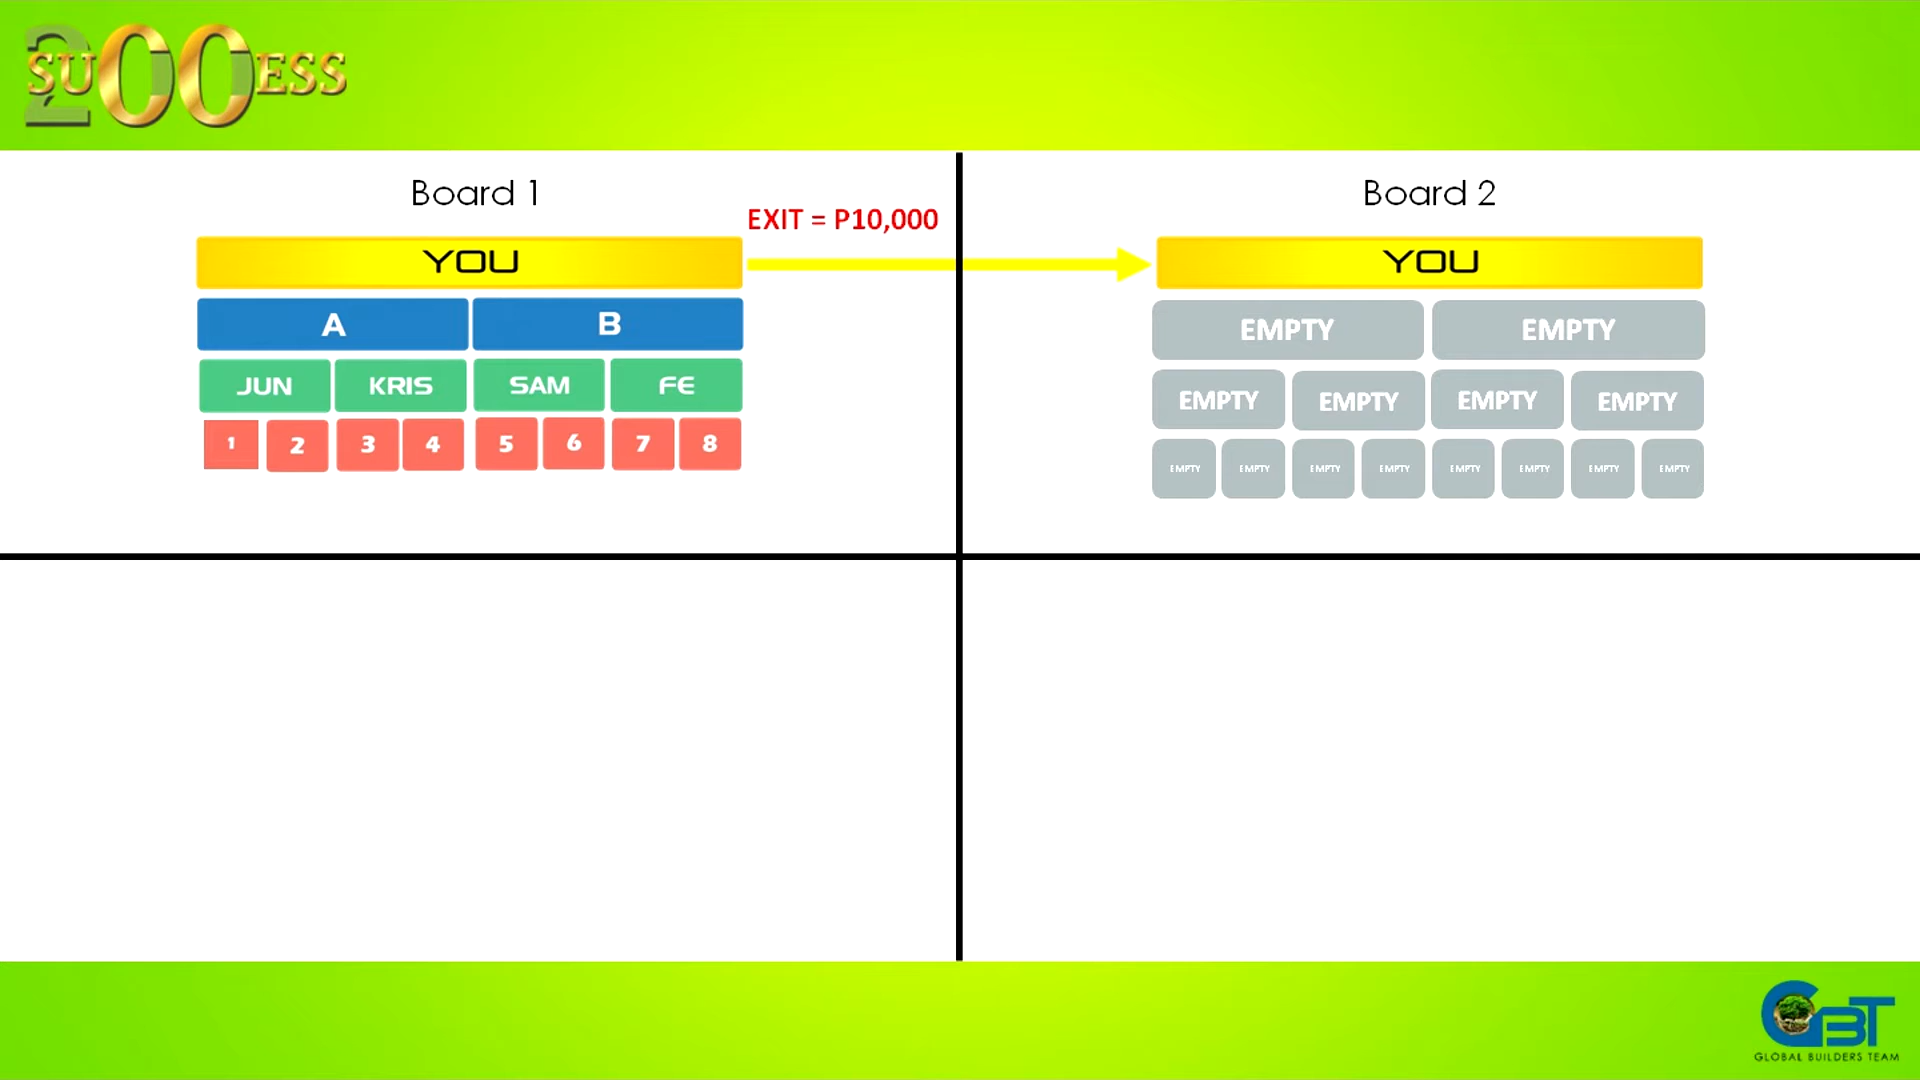 SU200ESS
Board 1
EXIT = P10,000
YOU
A B
JUN KRIS SAM FE
1 2 3 4 5 6 7 8
Board 2
YOU
EMPTY EMPTY
EMPTY EMPTY EMPTY EMPTY
EMPTY EMPTY EMPTY EMPTY EMPTY EMPTY EMPTY EMPTY
GBT
GLOBAL BUILDERS TEAM